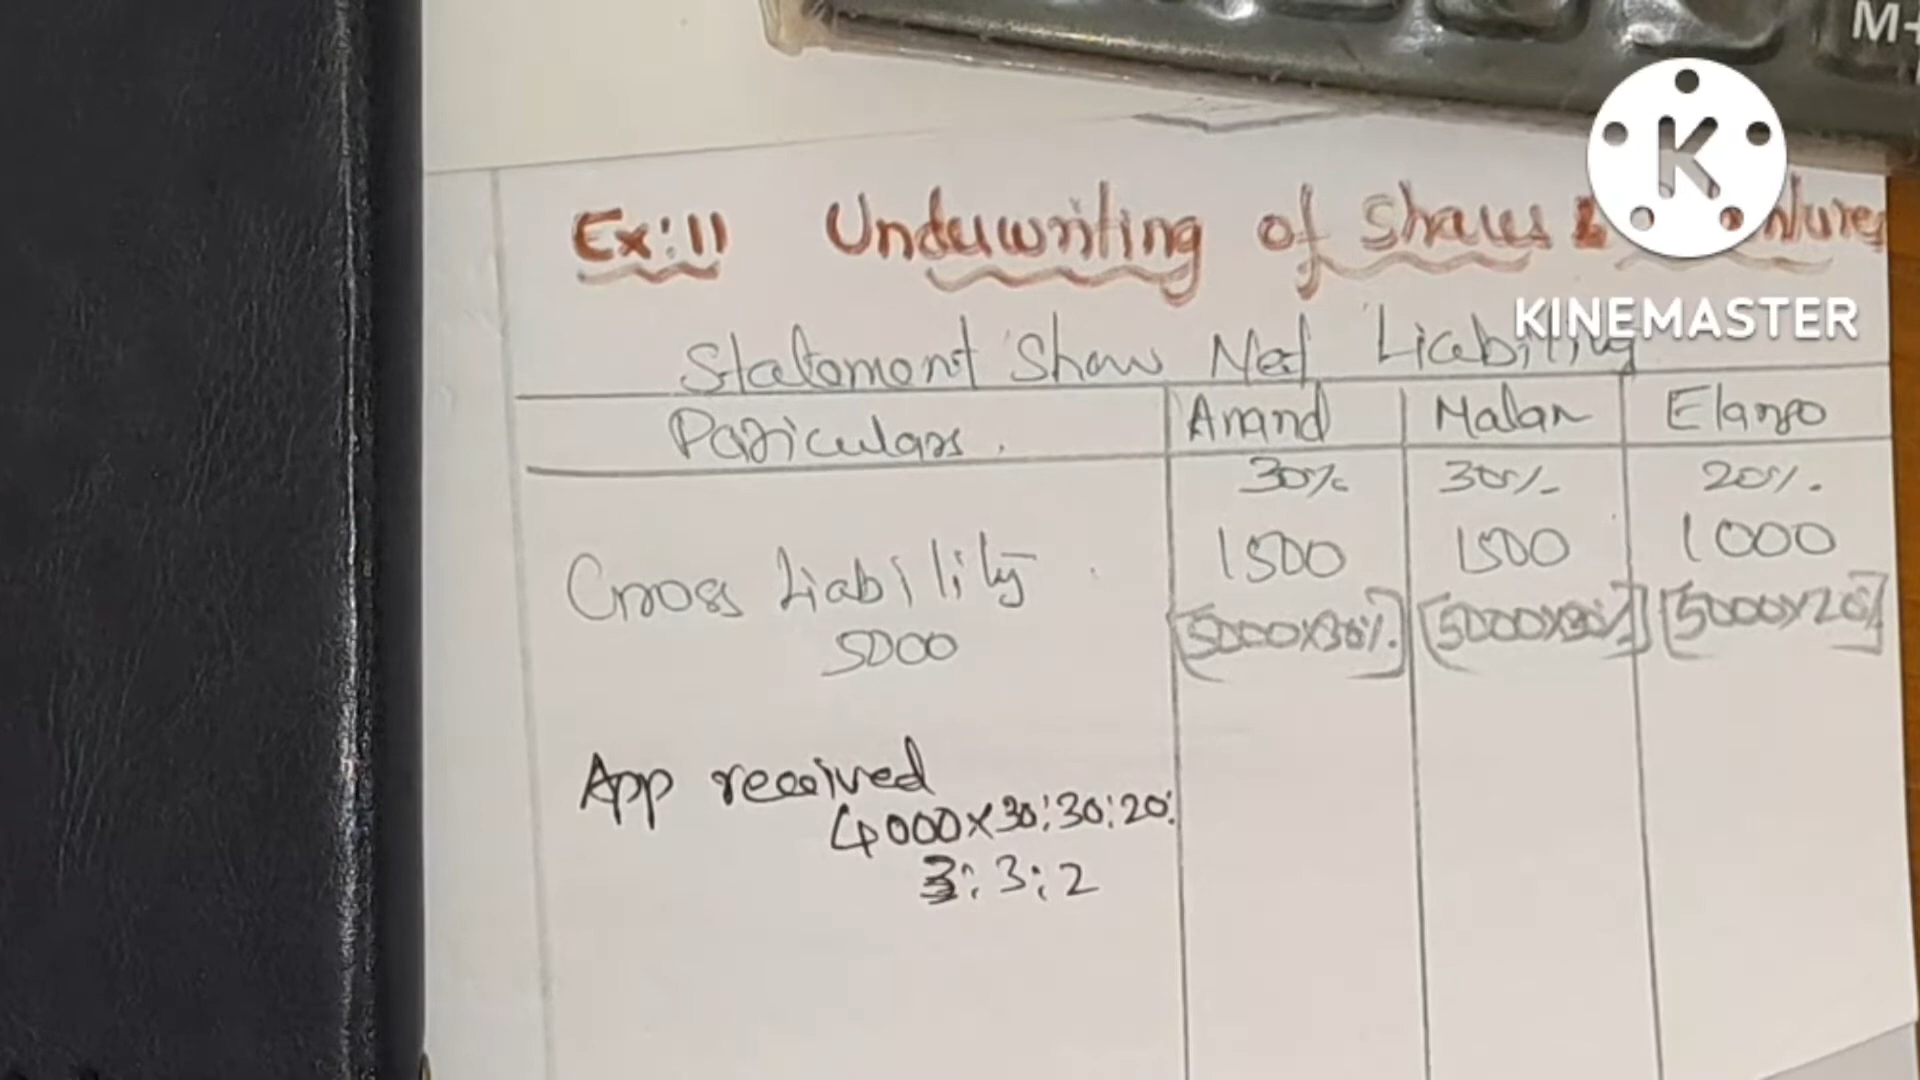 M+
K
KINEMASTER
Ex:11 Underwriting of Shares &
Statement Show Net Liability
Particulars. Anand Malan Elango
30% 30% 20%.
Gross Liability 1500 1500 1000
5000 [5000x30%.] [5000x30%] [5000x20%]
App received
4000x30:30:20:
3:3:2